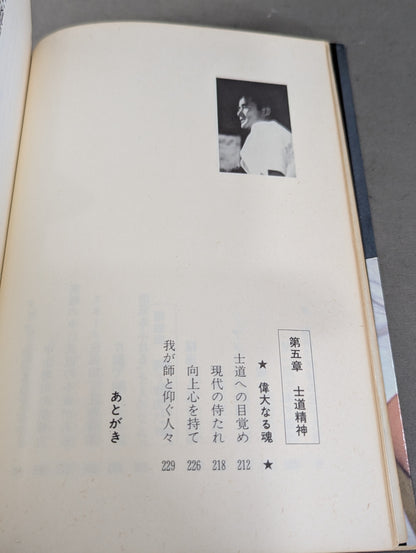 第五章 士道精神
★ 偉大なる魂 ★
士道への目覚め 212
現代の侍たれ 218
向上心を持て 226
我が師と仰ぐ人々 229
あとがき